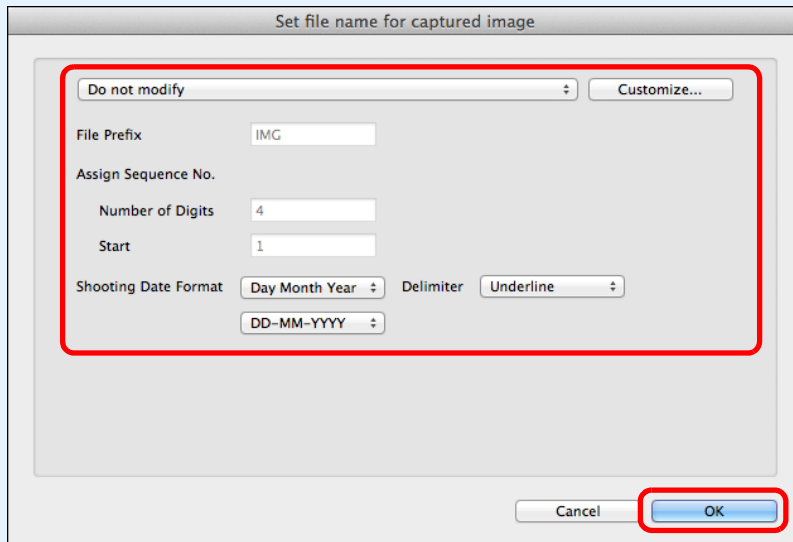 Set file name for captured image
Do not modify Customize...
File Prefix IMG
Assign Sequence No.
Number of Digits 4
Start 1
Shooting Date Format Day Month Year Delimiter Underline
DD-MM-YYYY
Cancel OK